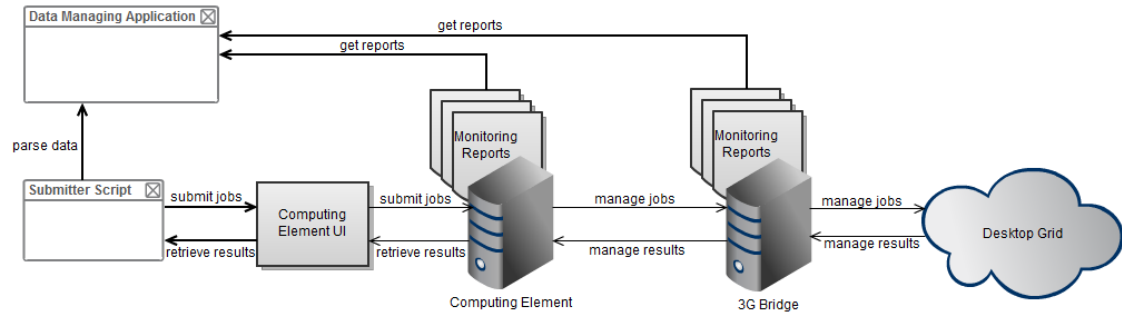 Data Managing Application
get reports
get reports
Monitoring
Reports
Monitoring
Reports
parse data
Submitter Script
submit jobs
retrieve results
Computing
Element UI
submit jobs
retrieve results
Computing Element
manage jobs
manage results
3G Bridge
manage jobs
manage results
Desktop Grid